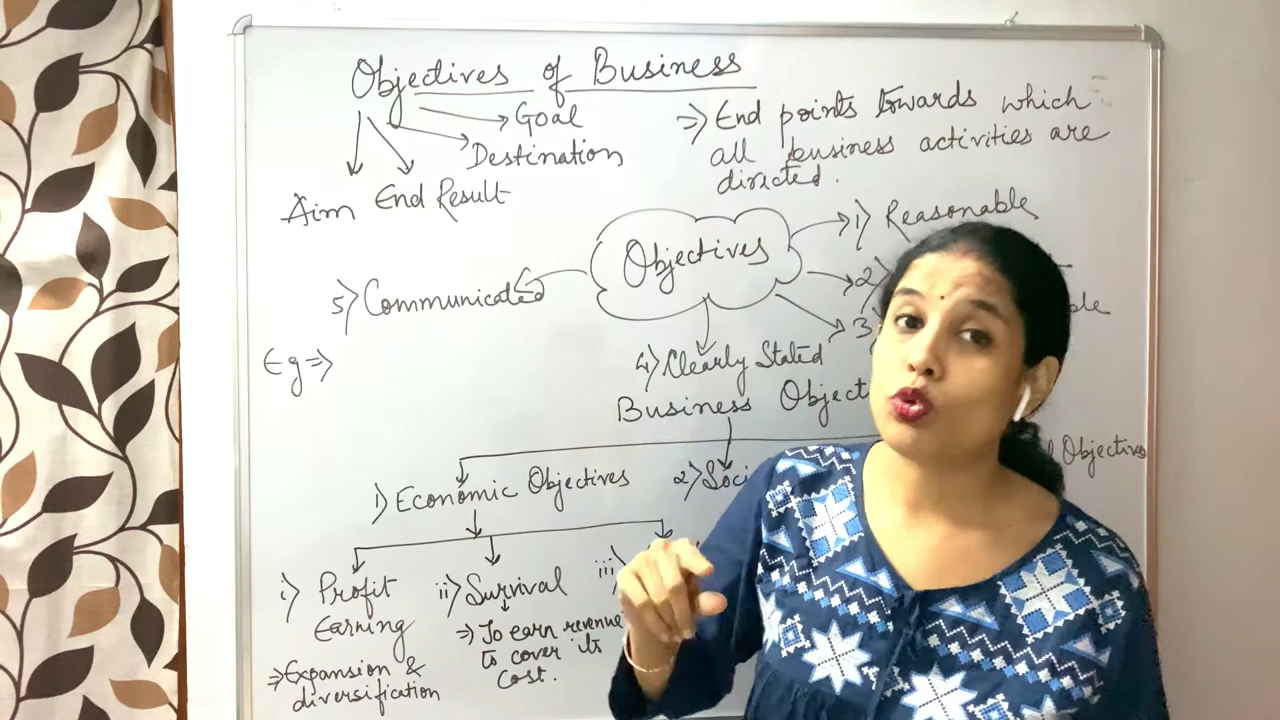 Objectives of Business
Goal
Destination
Aim End Result
=> End points towards which
all business activities are
directed.
Objectives
1) Reasonable
2)
3)
4) Clearly Stated
5) Communicated
Eg =>
Business
1) Economic Objectives
2)
Objectives
i) Profit
Earning
=> Expansion &
diversification
ii) Survival
=> To earn revenue
to cover its
cost.
iii)